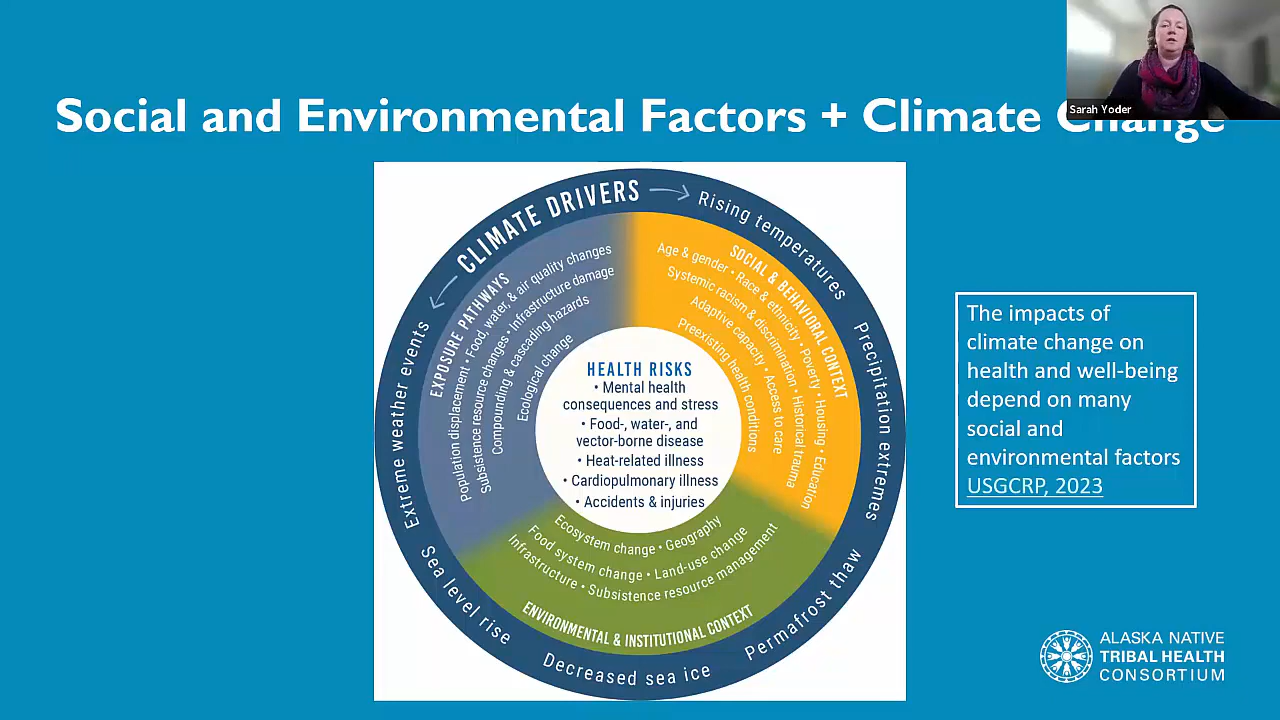 Sarah Yoder
Social and Environmental Factors + Climate Change
CLIMATE DRIVERS
Rising temperatures
Precipitation extremes
Permafrost thaw
Decreased sea ice
Sea level rise
Extreme weather events
EXPOSURE PATHWAYS
Population displacement • Food, water, & air quality changes
Subsistence resource changes • Infrastructure damage
Compounding & cascading hazards
Ecological change
SOCIAL & BEHAVIORAL CONTEXT
Age & gender • Race & ethnicity • Poverty • Housing • Education
Systemic racism & discrimination • Historical trauma
Adaptive capacity • Access to care
Preexisting health conditions
HEALTH RISKS
• Mental health
consequences and stress
• Food-, water-, and
vector-borne disease
• Heat-related illness
• Cardiopulmonary illness
• Accidents & injuries
Ecosystem change • Geography
Food system change • Land-use change
Infrastructure • Subsistence resource management
ENVIRONMENTAL & INSTITUTIONAL CONTEXT
The impacts of
climate change on
health and well-being
depend on many
social and
environmental factors
USGCRP, 2023
ALASKA NATIVE
TRIBAL HEALTH
CONSORTIUM